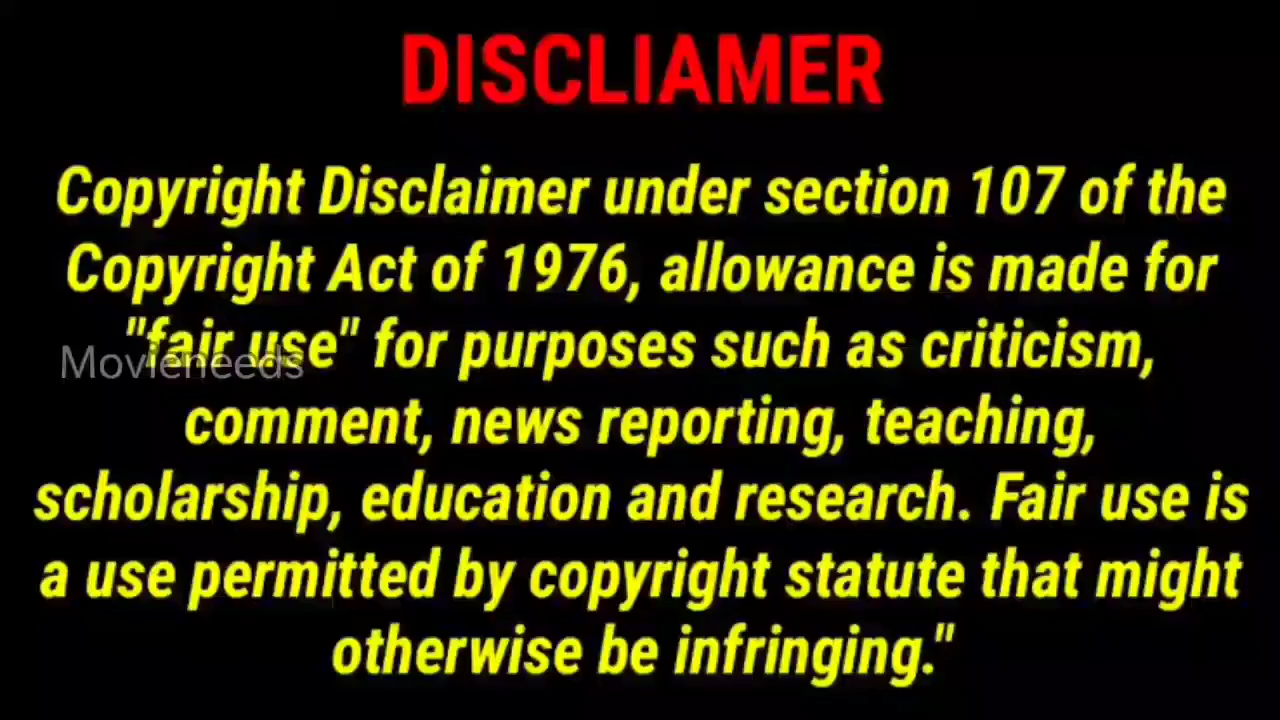 DISCLIAMER
Copyright Disclaimer under section 107 of the
Copyright Act of 1976, allowance is made for
"fair use" for purposes such as criticism,
Movieneeds
comment, news reporting, teaching,
scholarship, education and research. Fair use is
a use permitted by copyright statute that might
otherwise be infringing."